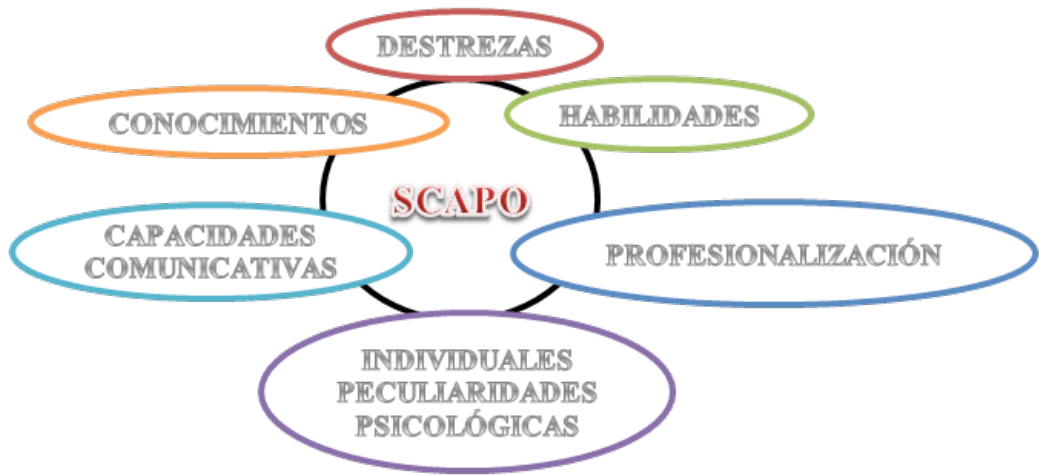 DESTREZAS
CONOCIMIENTOS
HABILIDADES
SCAPO
CAPACIDADES
COMUNICATIVAS
PROFESIONALIZACIÓN
INDIVIDUALES
PECULIARIDADES
PSICOLÓGICAS